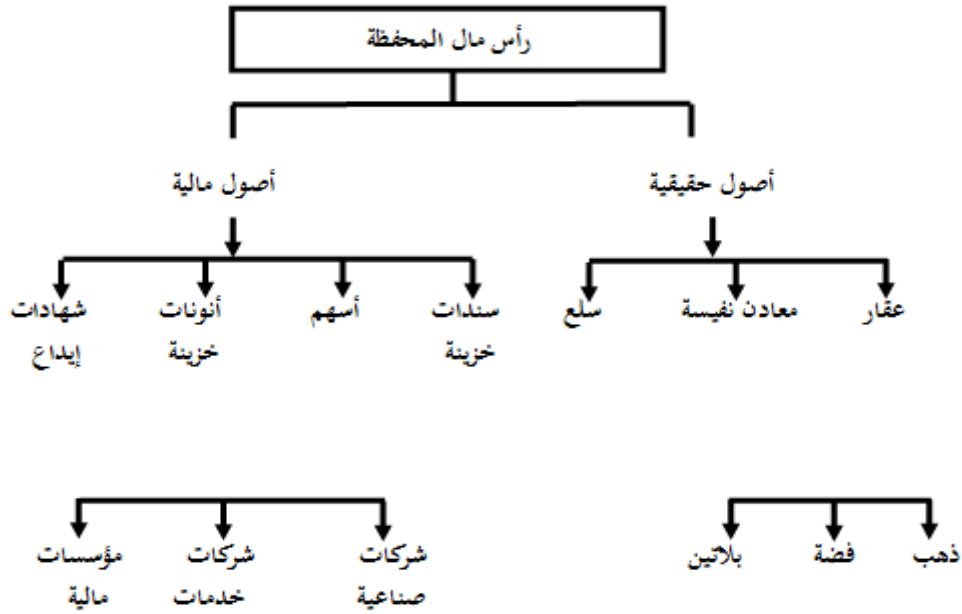 رأس مال المحفظة
أصول حقيقية
أصول مالية
عقار
معادن نفيسة
سلع
سندات
خزينة
أسهم
أنونات
خزينة
شهادات
إيداع
ذهب
فضة
بلاتين
شركات
صناعية
شركات
خدمات
مؤسسات
مالية